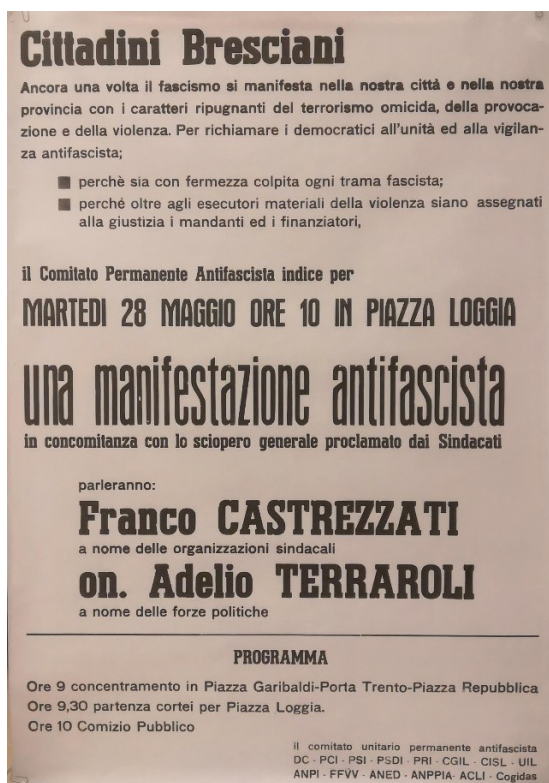 Cittadini Bresciani
Ancora una volta il fascismo si manifesta nella nostra città e nella nostra
provincia con i caratteri ripugnanti del terrorismo omicida, della provoca-
zione e della violenza. Per richiamare i democratici all'unità ed alla vigilan-
za antifascista;
perchè sia con fermezza colpita ogni trama fascista;
perché oltre agli esecutori materiali della violenza siano assegnati
alla giustizia i mandanti ed i finanziatori,
il Comitato Permanente Antifascista indice per
MARTEDI 28 MAGGIO ORE 10 IN PIAZZA LOGGIA
una manifestazione antifascista
in concomitanza con lo sciopero generale proclamato dai Sindacati
parleranno:
Franco CASTREZZATI
a nome delle organizzazioni sindacali
on. Adelio TERRAROLI
a nome delle forze politiche
PROGRAMMA
Ore 9 concentramento in Piazza Garibaldi-Porta Trento-Piazza Repubblica
Ore 9,30 partenza cortei per Piazza Loggia.
Ore 10 Comizio Pubblico
il comitato unitario permanente antifascista
DC - PCI - PSI - PSDI - PRI - CGIL - CISL - UIL
ANPI - FFVV - ANED - ANPPIA- ACLI - Cogidas